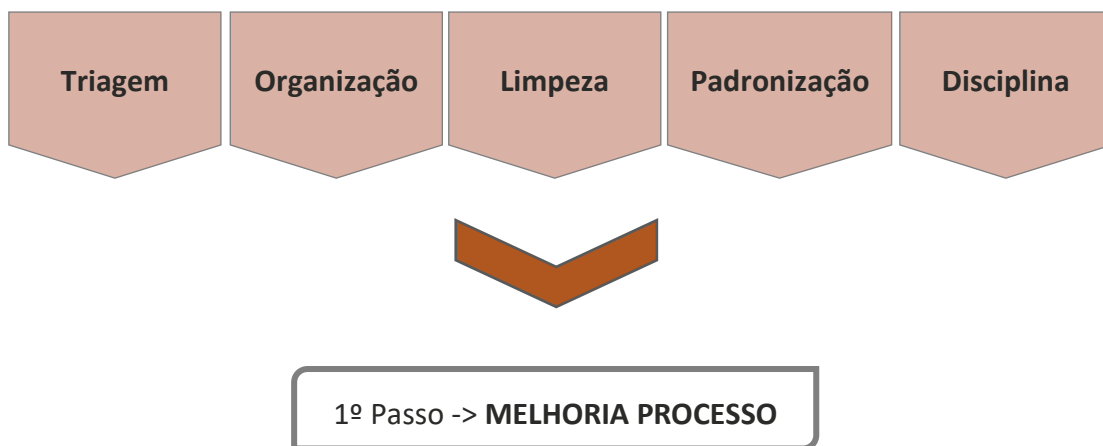 Triagem
Organização
Limpeza
Padronização
Disciplina
1º Passo -> MELHORIA PROCESSO